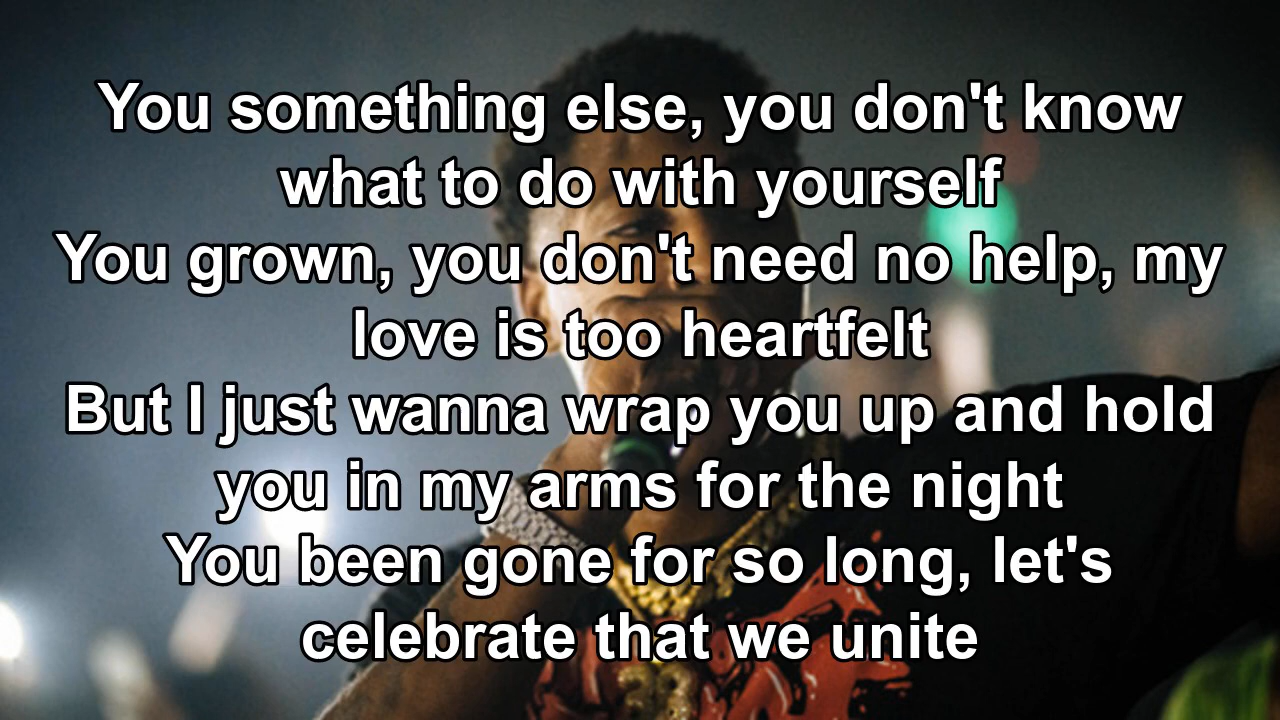 You something else, you don't know
what to do with yourself
You grown, you don't need no help, my
love is too heartfelt
But I just wanna wrap you up and hold
you in my arms for the night
You been gone for so long, let's
celebrate that we unite